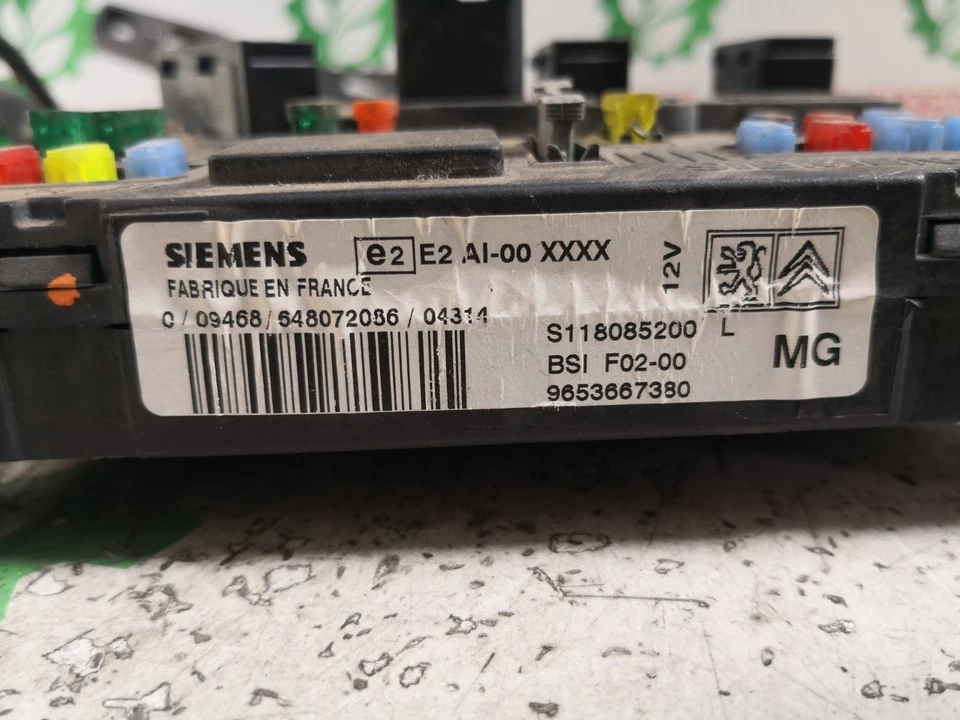 SIEMENS e2 E2 AI-00 XXXX
12V
FABRIQUE EN FRANCE
0 / 09468 / 648072086 / 04314
S118085200
L
BSI F02-00
MG
9653667380